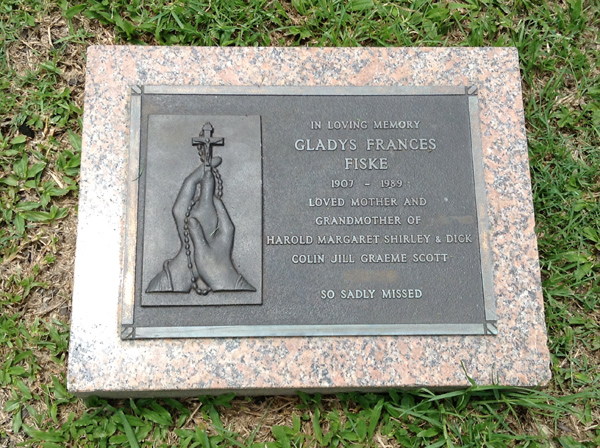 IN LOVING MEMORY
GLADYS FRANCES
FISKE
1907 - 1989
LOVED MOTHER AND
GRANDMOTHER OF
HAROLD MARGARET SHIRLEY & DICK
COLIN JILL GRAEME SCOTT
SO SADLY MISSED